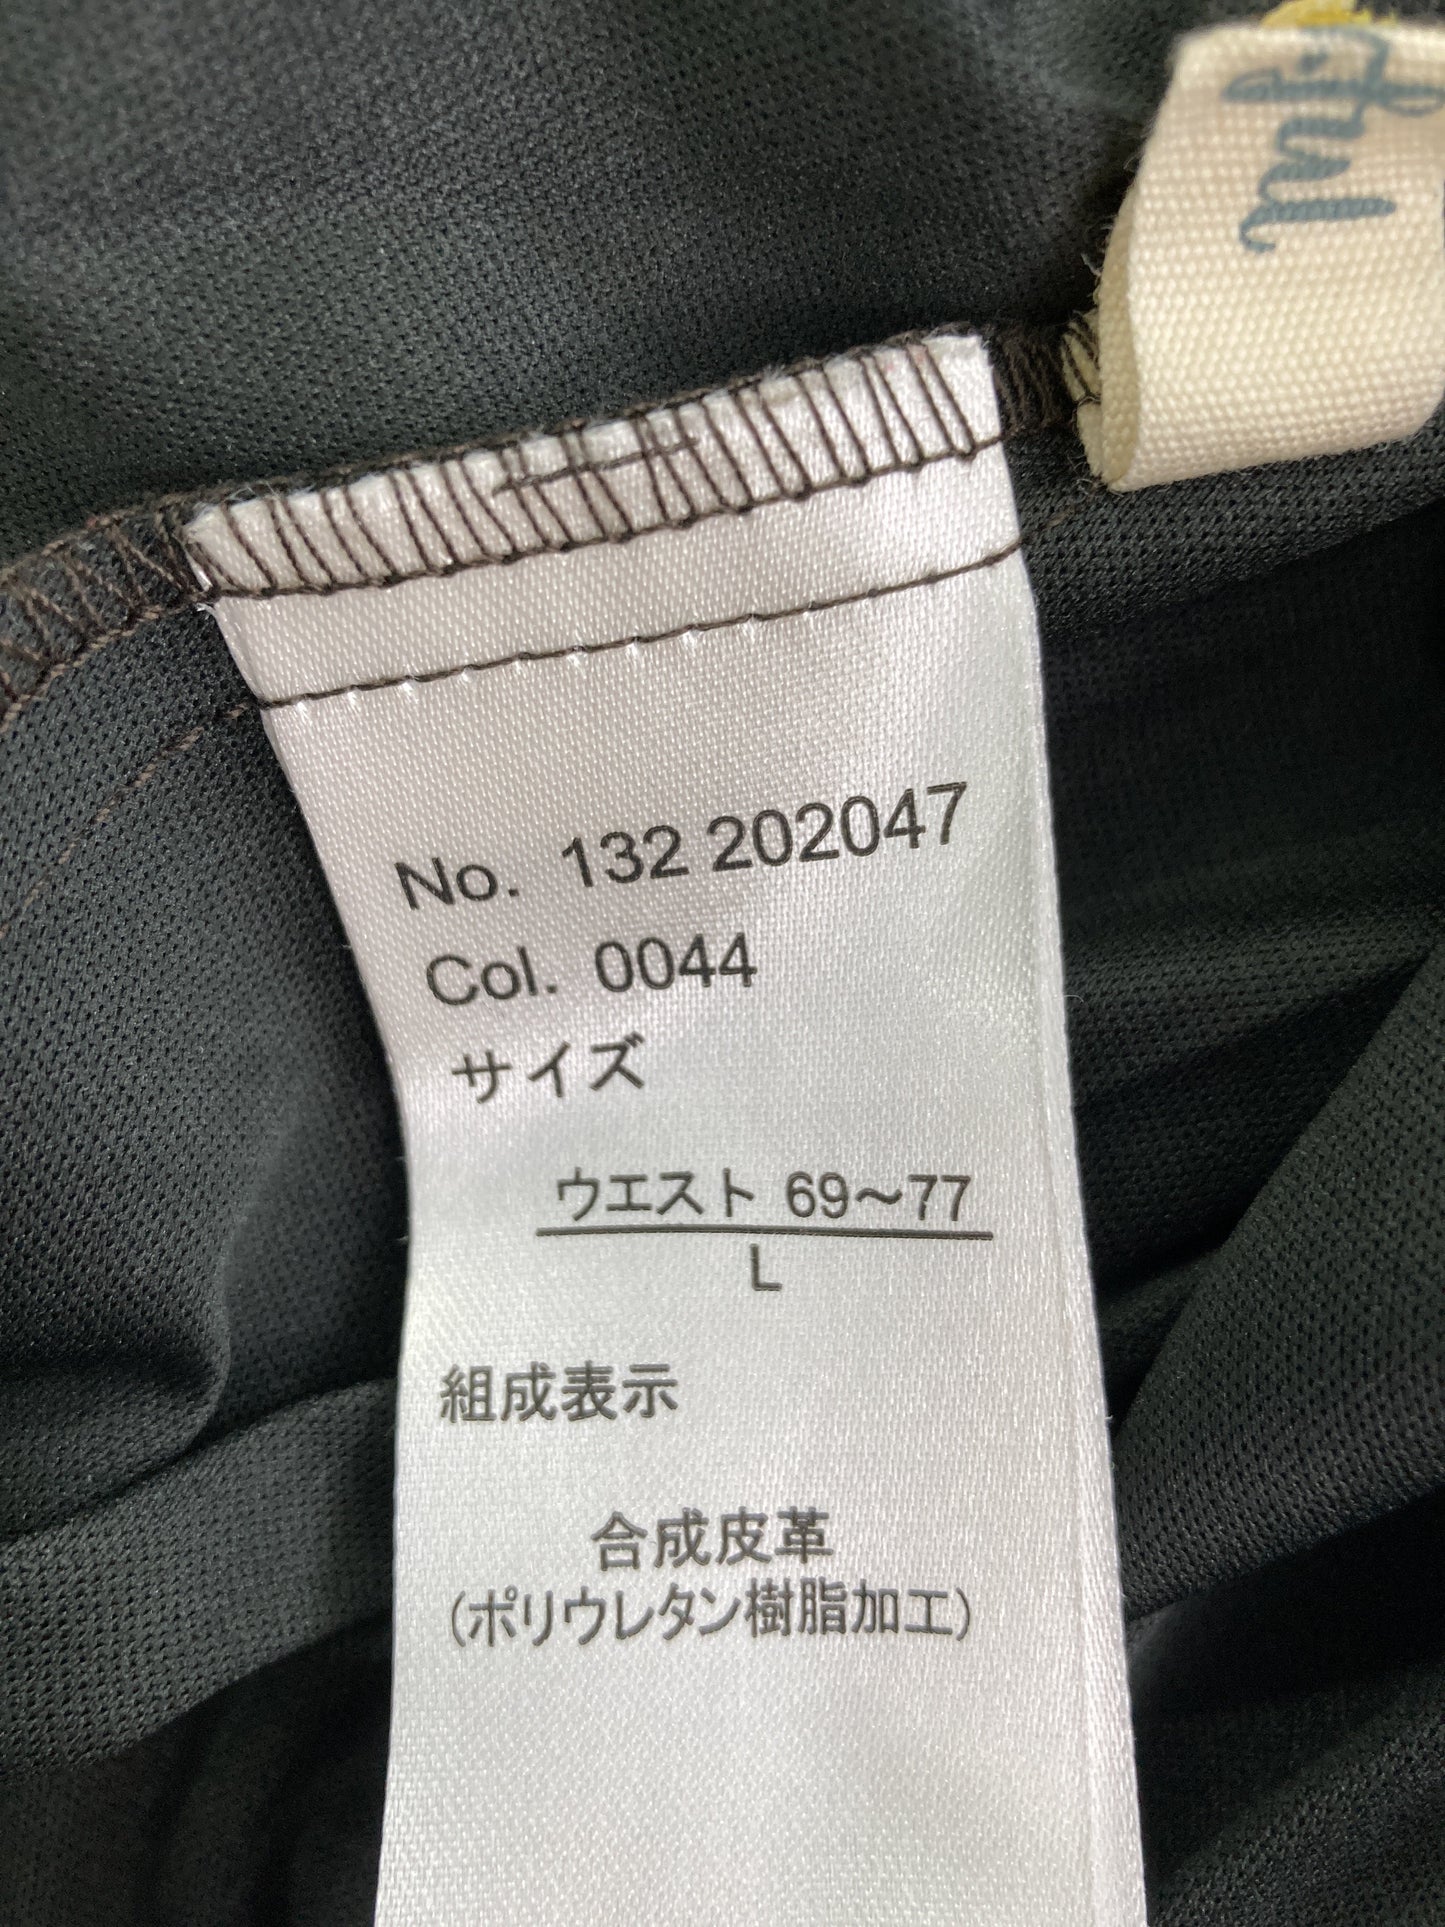 No. 132 202047
Col. 0044
サイズ
ウエスト 69～77
L
組成表示
合成皮革
(ポリウレタン樹脂加工)